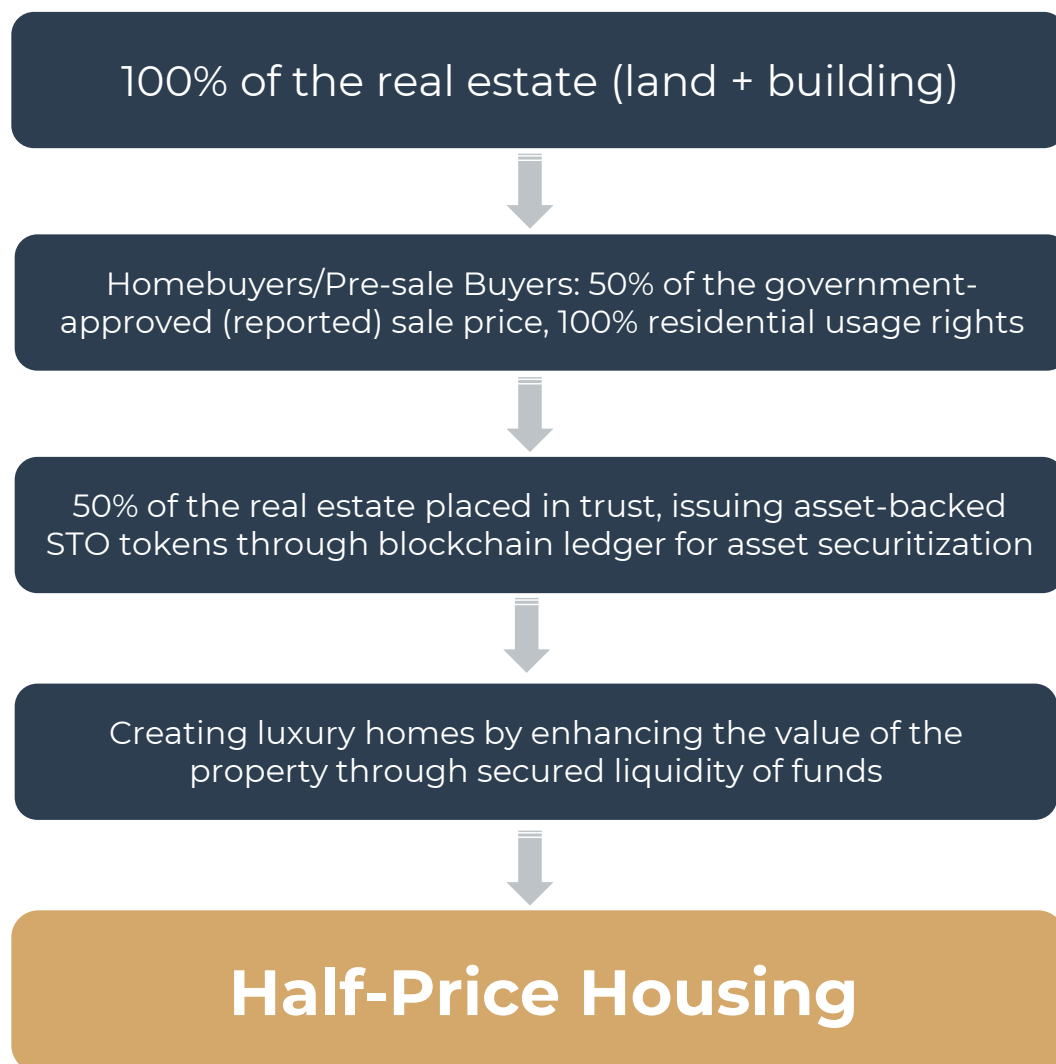 100% of the real estate (land + building)
Homebuyers/Pre-sale Buyers: 50% of the government-
approved (reported) sale price, 100% residential usage rights
50% of the real estate placed in trust, issuing asset-backed
STO tokens through blockchain ledger for asset securitization
Creating luxury homes by enhancing the value of the
property through secured liquidity of funds
Half-Price Housing